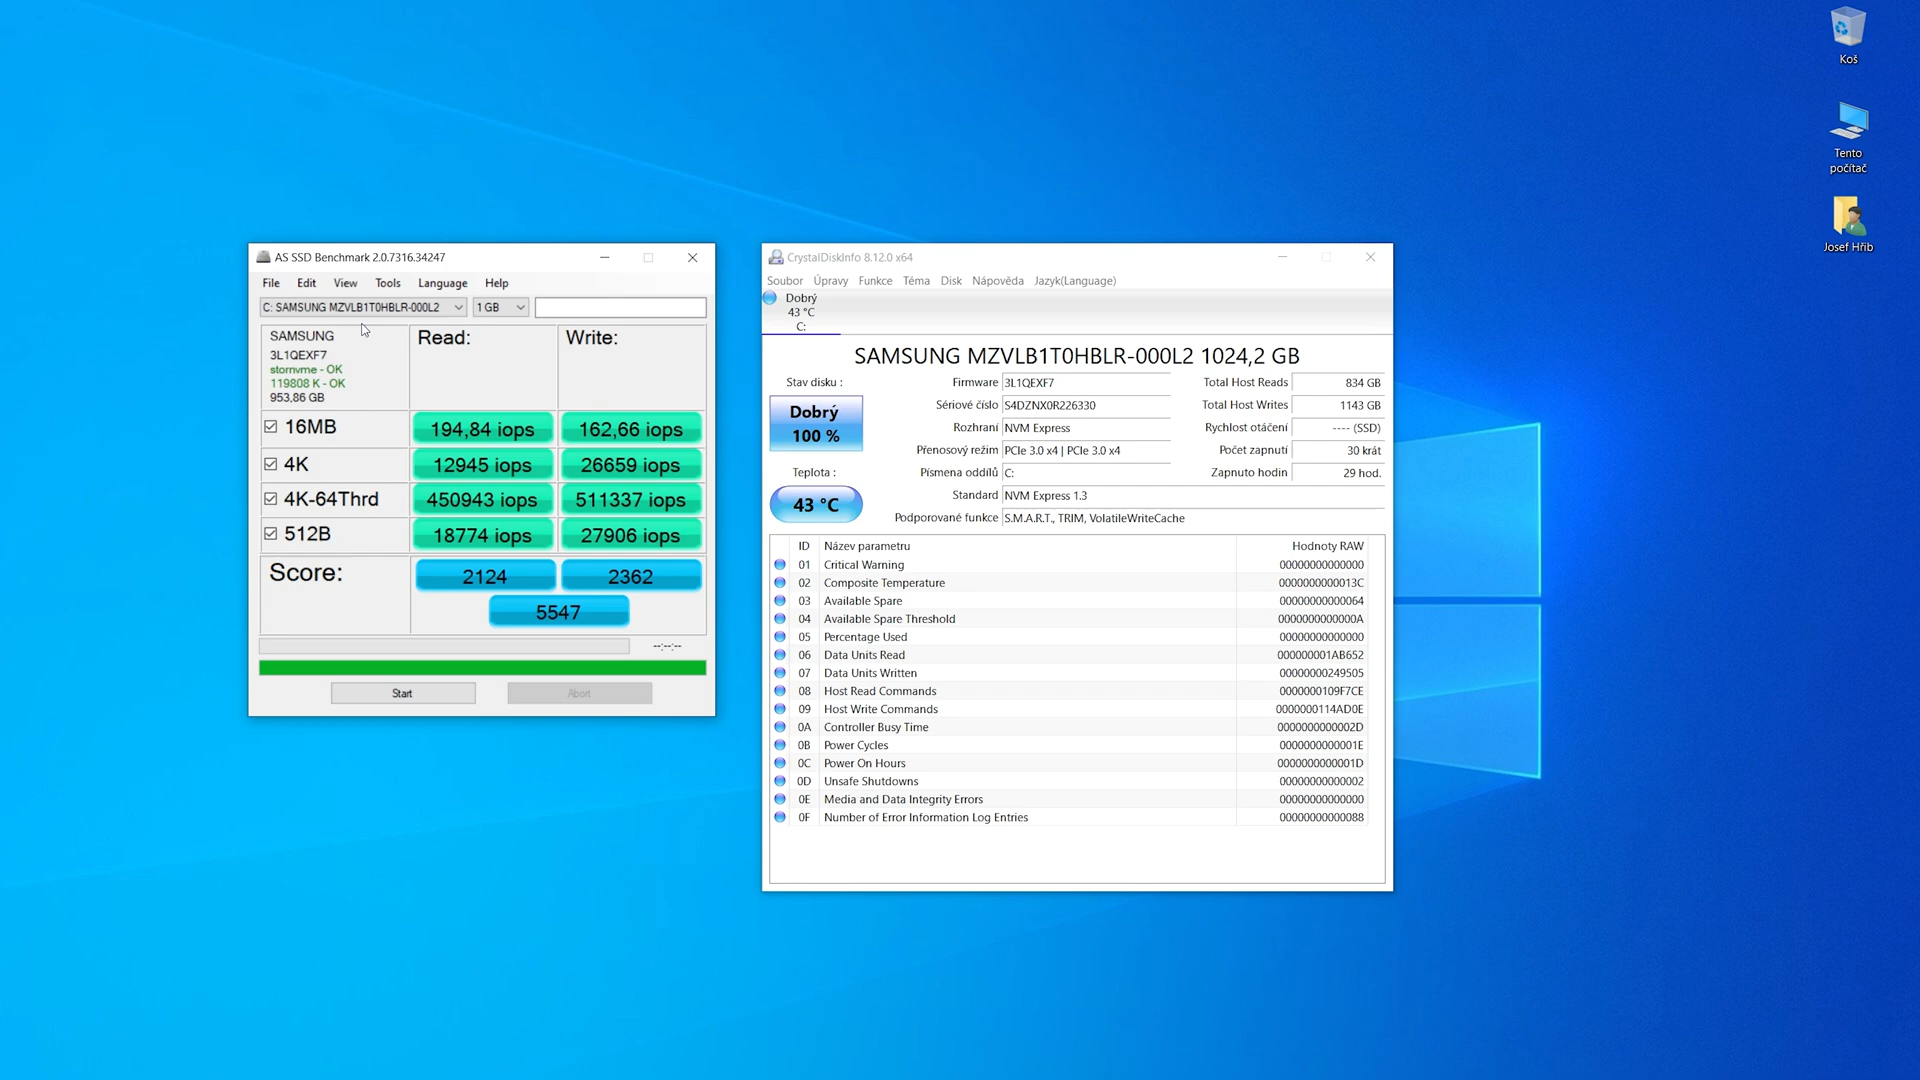 Koš
Tento
počítač
Josef Hřib
AS SSD Benchmark 2.0.7316.34247
File Edit View Tools Language Help
C: SAMSUNG MZVLB1T0HBLR-000L2 1 GB
SAMSUNG
3L1QEXF7
stornvme - OK
119808 K - OK
953,86 GB
Read: Write:
16MB 194,84 iops 162,66 iops
4K 12945 iops 26659 iops
4K-64Thrd 450943 iops 511337 iops
512B 18774 iops 27906 iops
Score: 2124 2362
5547
--:--:--
Start Abort
CrystalDiskInfo 8.12.0 x64
Soubor Úpravy Funkce Téma Disk Nápověda Jazyk(Language)
Dobrý
43 °C
C:
SAMSUNG MZVLB1T0HBLR-000L2 1024,2 GB
Stav disku :
Dobrý
100 %
Teplota :
43 °C
Firmware 3L1QEXF7
Sériové číslo S4DZNX0R226330
Rozhraní NVM Express
Přenosový režim PCIe 3.0 x4 | PCIe 3.0 x4
Písmena oddílů C:
Standard NVM Express 1.3
Podporované funkce S.M.A.R.T., TRIM, VolatileWriteCache
Total Host Reads 834 GB
Total Host Writes 1143 GB
Rychlost otáčení ---- (SSD)
Počet zapnutí 30 krát
Zapnuto hodin 29 hod.
ID Název parametru Hodnoty RAW
01 Critical Warning 00000000000000
02 Composite Temperature 0000000000013C
03 Available Spare 00000000000064
04 Available Spare Threshold 0000000000000A
05 Percentage Used 00000000000000
06 Data Units Read 000000001AB652
07 Data Units Written 00000000249505
08 Host Read Commands 0000000109F7CE
09 Host Write Commands 0000000114AD0E
0A Controller Busy Time 0000000000002D
0B Power Cycles 0000000000001E
0C Power On Hours 0000000000001D
0D Unsafe Shutdowns 00000000000002
0E Media and Data Integrity Errors 00000000000000
0F Number of Error Information Log Entries 00000000000088